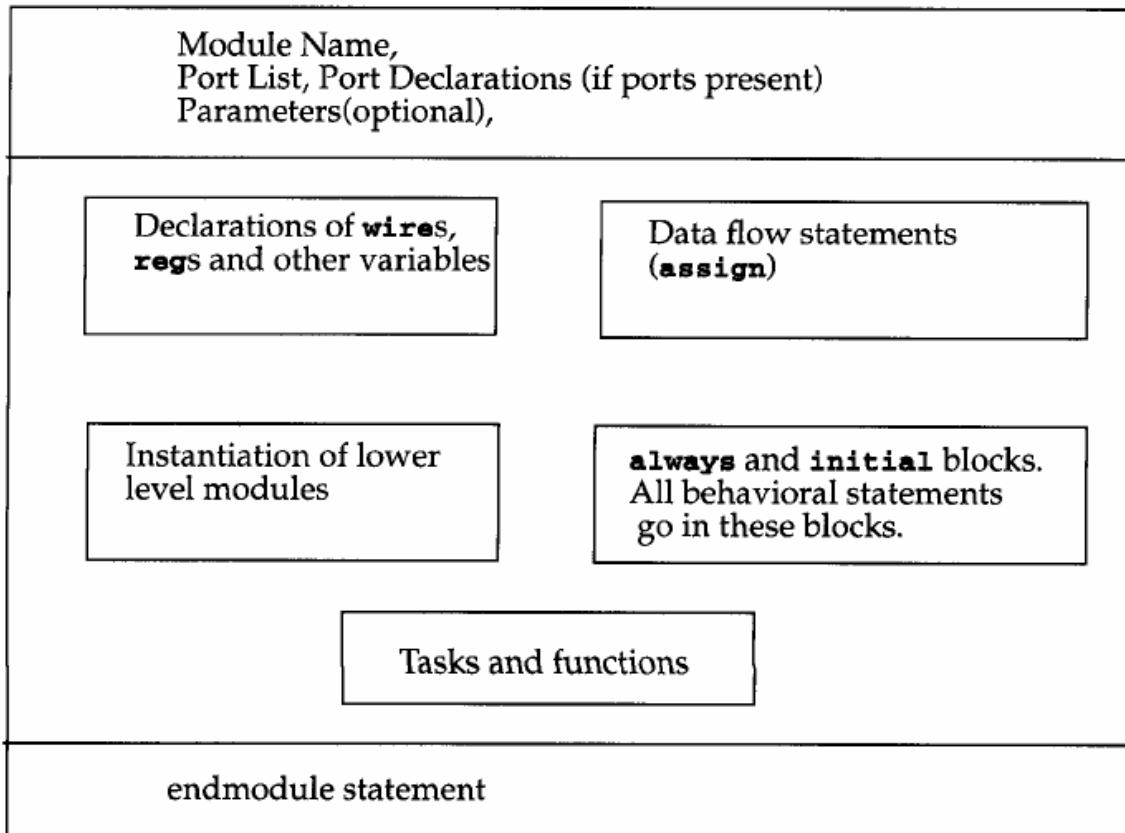 Module Name,
Port List, Port Declarations (if ports present)
Parameters(optional),
Declarations of wires,
regs and other variables
Data flow statements
(assign)
Instantiation of lower
level modules
always and initial blocks.
All behavioral statements
go in these blocks.
Tasks and functions
endmodule statement